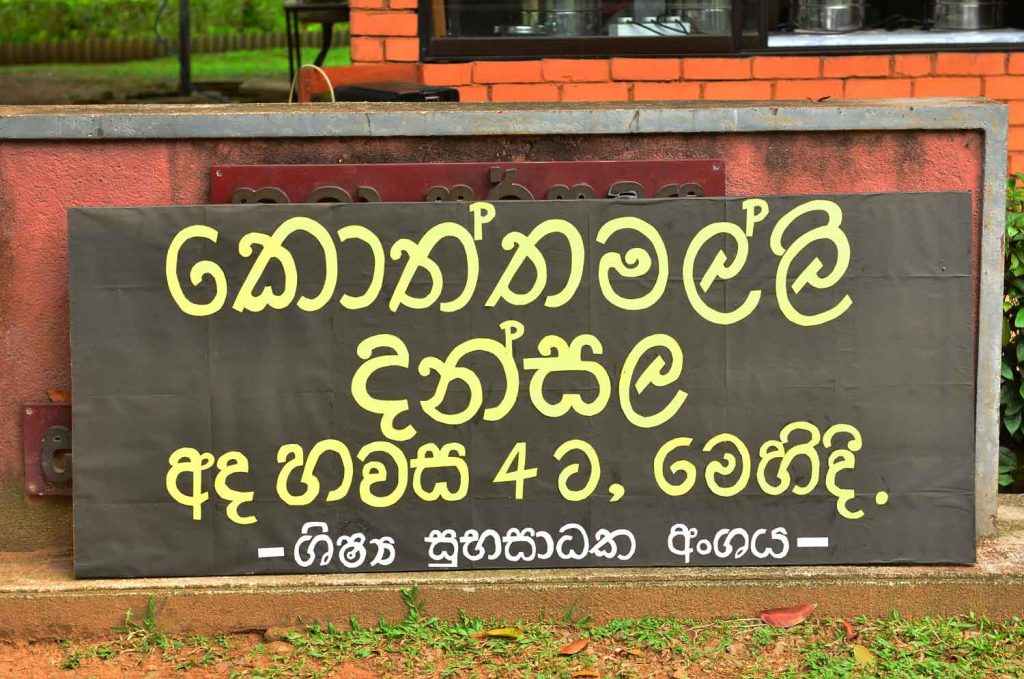 කොත්තමල්ලි
දන්සල
අද හවස 4 ට, මෙහිදී.
-ශිෂ්‍ය සුභසාධක අංශය-